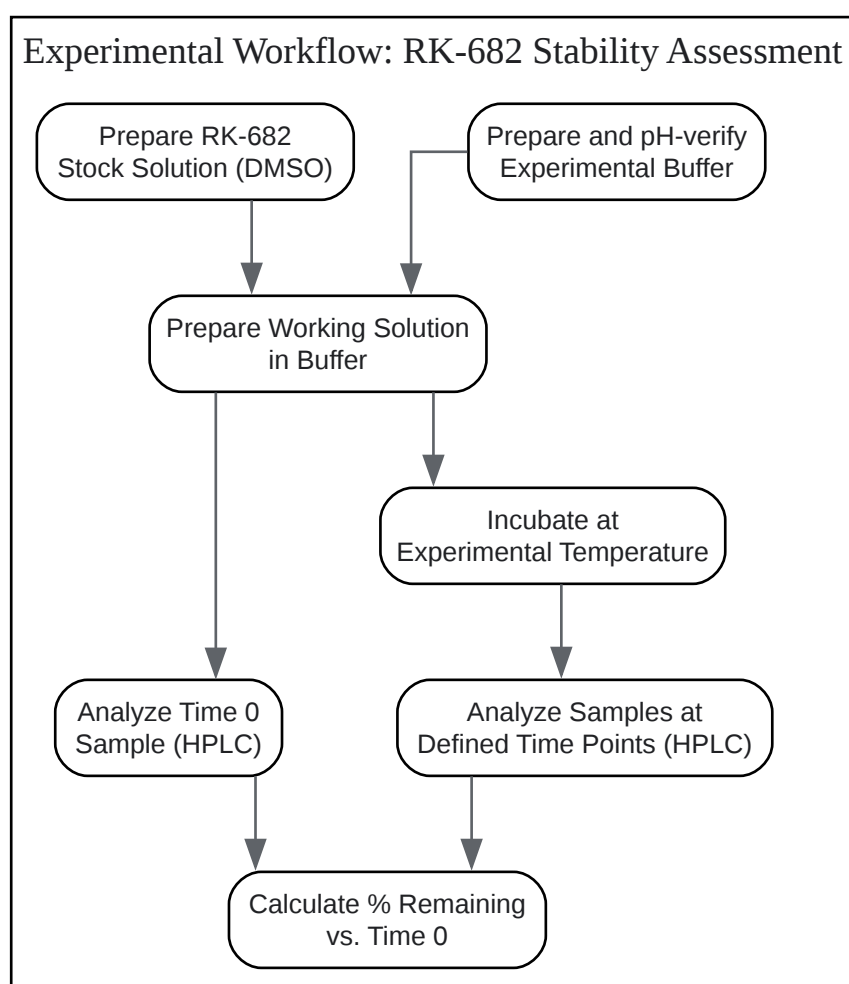 Experimental Workflow: RK-682 Stability Assessment
Prepare RK-682
Stock Solution (DMSO)
Prepare and pH-verify
Experimental Buffer
Prepare Working Solution
in Buffer
Incubate at
Experimental Temperature
Analyze Time 0
Sample (HPLC)
Analyze Samples at
Defined Time Points (HPLC)
Calculate % Remaining
vs. Time 0